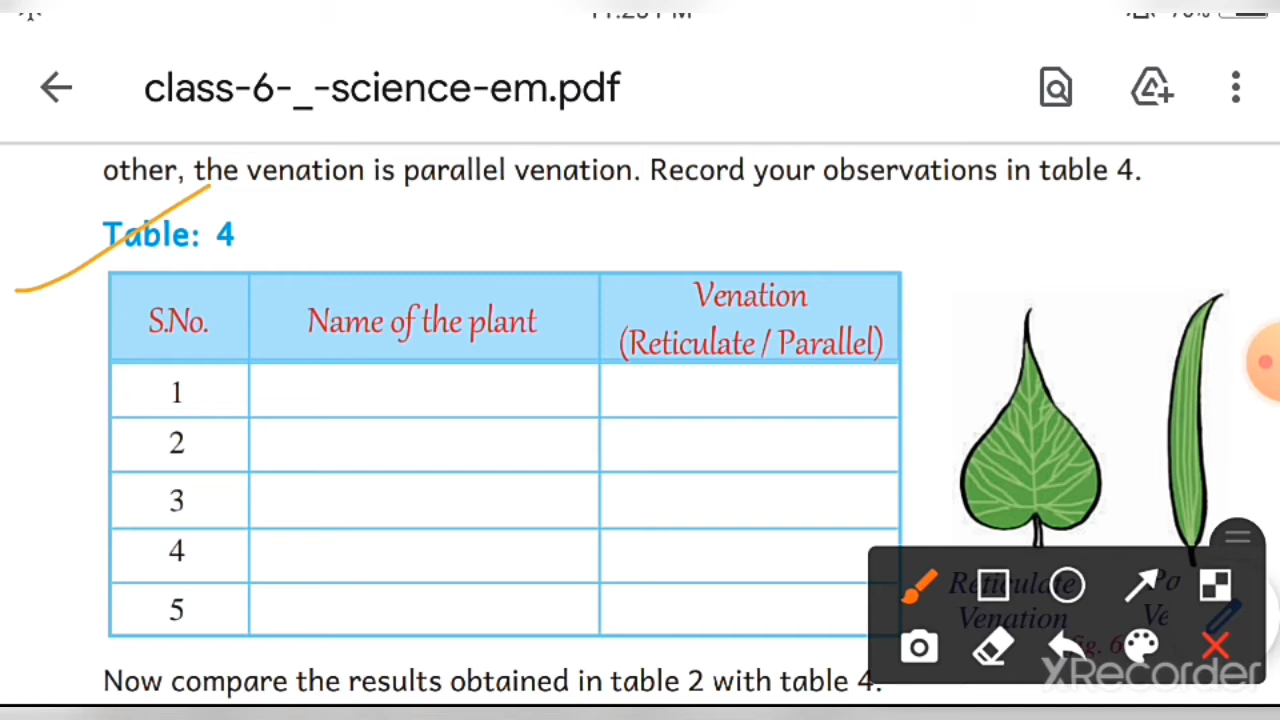 class-6-_-science-em.pdf
other, the venation is parallel venation. Record your observations in table 4.
Table: 4
S.No. Name of the plant Venation (Reticulate / Parallel)
1
2
3
4
5
Reticulate
Venation
Now compare the results obtained in table 2 with table 4.
XRecorder